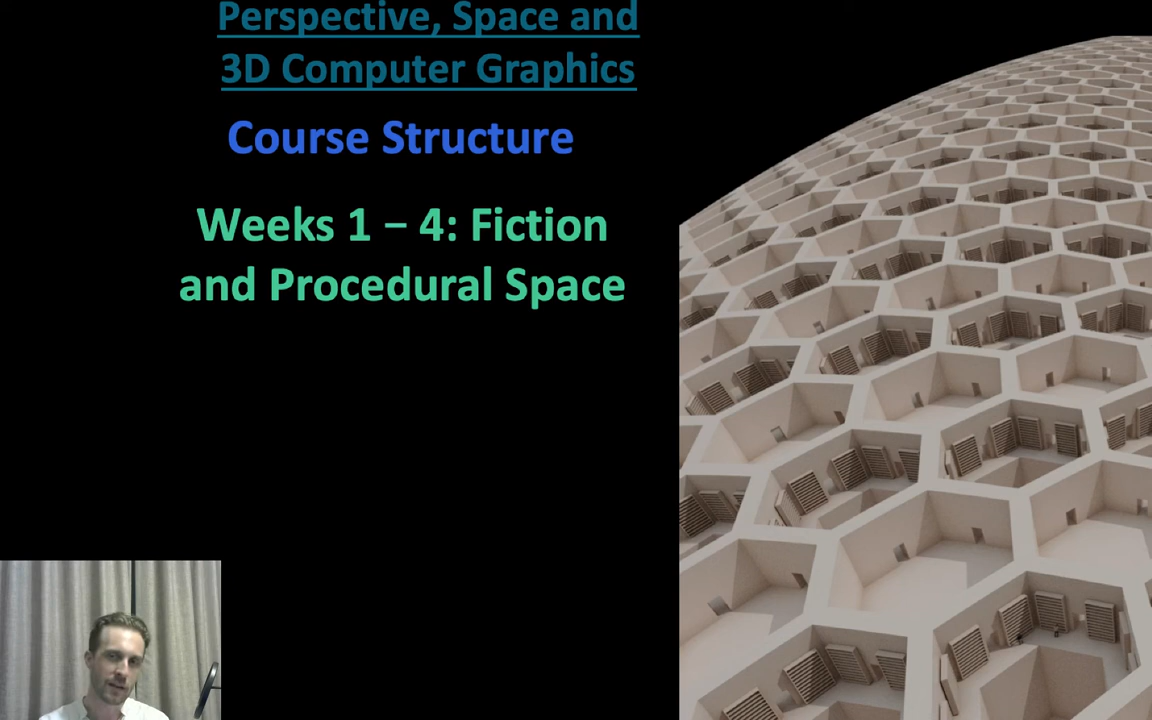 Perspective, Space and
3D Computer Graphics
Course Structure
Weeks 1 – 4: Fiction
and Procedural Space